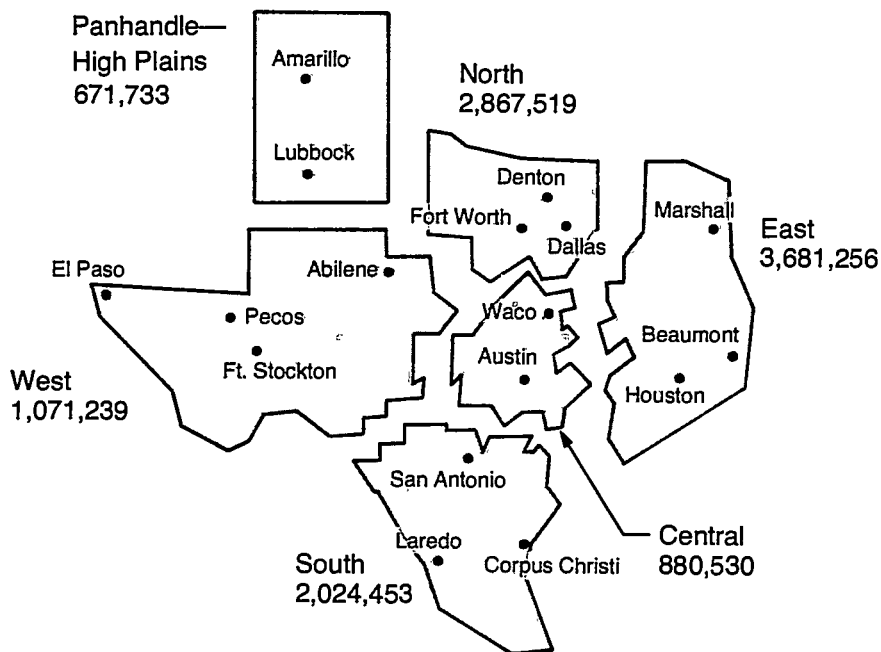 Panhandle—
High Plains
671,733
Amarillo
Lubbock
North
2,867,519
Denton
Fort Worth
Dallas
Marshall
East
3,681,256
Beaumont
Houston
El Paso
Abilene
Pecos
Ft. Stockton
West
1,071,239
Waco
Austin
San Antonio
Laredo
Corpus Christi
South
2,024,453
Central
880,530